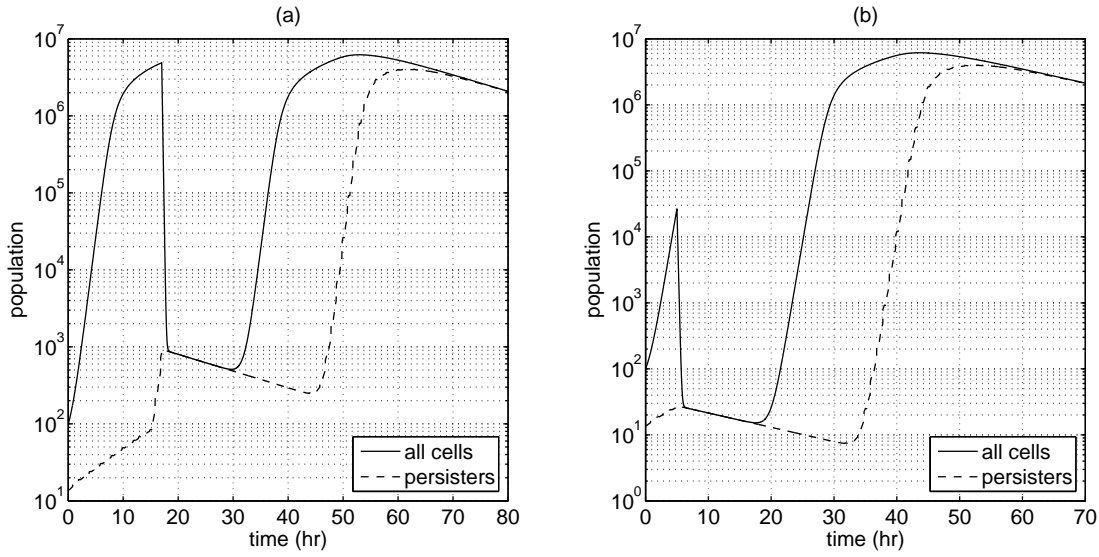 (a)
10^7
10^6
10^5
10^4
10^3
10^2
10^1
population
0 10 20 30 40 50 60 70 80
time (hr)
all cells
persisters
(b)
10^7
10^6
10^5
10^4
10^3
10^2
10^1
10^0
population
0 10 20 30 40 50 60 70
time (hr)
all cells
persisters